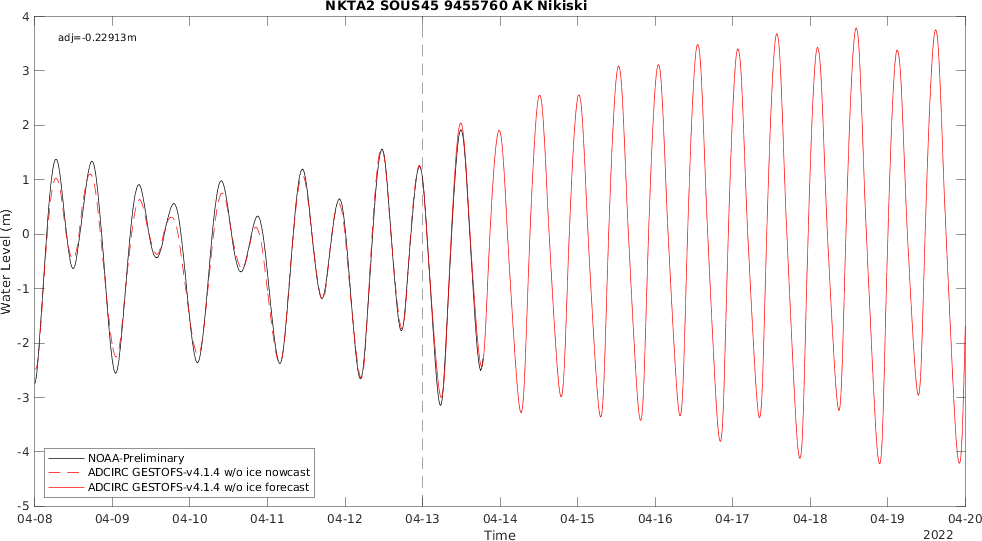 NKTA2 SOUS45 9455760 AK Nikiski
adj=-0.22913m
4
3
2
1
0
-1
-2
-3
-4
-5
Water Level (m)
NOAA-Preliminary
ADCIRC GESTOFS-v4.1.4 w/o ice nowcast
ADCIRC GESTOFS-v4.1.4 w/o ice forecast
04-08 04-09 04-10 04-11 04-12 04-13 04-14 04-15 04-16 04-17 04-18 04-19 04-20
Time
2022